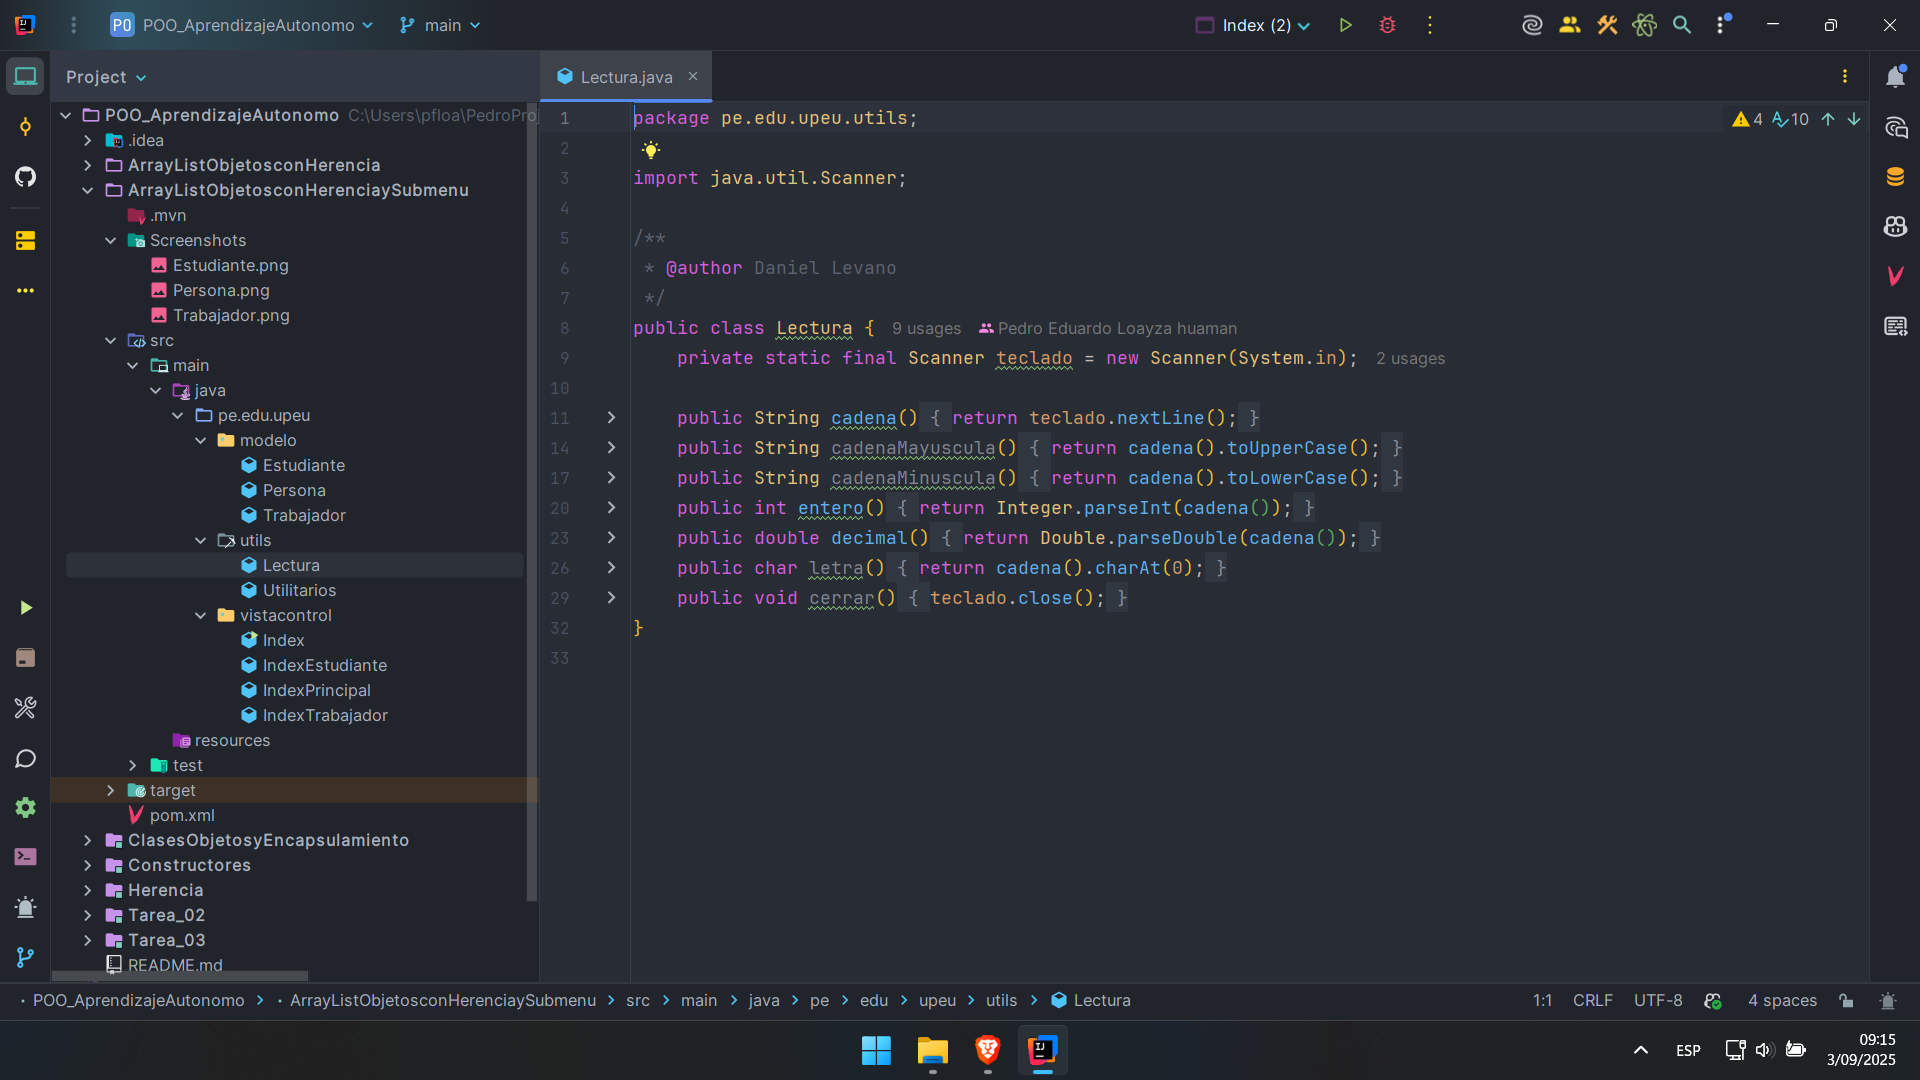 PO POO_AprendizajeAutonomo main Index (2)
Project
POO_AprendizajeAutonomo C:\Users\pfloa\PedroPro
.idea
ArrayListObjetosconHerencia
ArrayListObjetosconHerenciaySubmenu
.mvn
Screenshots
Estudiante.png
Persona.png
Trabajador.png
src
main
java
pe.edu.upeu
modelo
Estudiante
Persona
Trabajador
utils
Lectura
Utilitarios
vistacontrol
Index
IndexEstudiante
IndexPrincipal
IndexTrabajador
resources
test
target
pom.xml
ClasesObjetosyEncapsulamiento
Constructores
Herencia
Tarea_02
Tarea_03
README.md
Lectura.java
4 10
1 package pe.edu.upeu.utils;
2
3 import java.util.Scanner;
4
5 /**
6 * @author Daniel Levano
7 */
8 public class Lectura { 9 usages Pedro Eduardo Loayza huaman
9 private static final Scanner teclado = new Scanner(System.in); 2 usages
10
11 public String cadena() { return teclado.nextLine(); }
14 public String cadenaMayuscula() { return cadena().toUpperCase(); }
17 public String cadenaMinuscula() { return cadena().toLowerCase(); }
20 public int entero() { return Integer.parseInt(cadena()); }
23 public double decimal() { return Double.parseDouble(cadena()); }
26 public char letra() { return cadena().charAt(0); }
29 public void cerrar() { teclado.close(); }
32 }
33
POO_AprendizajeAutonomo > ArrayListObjetosconHerenciaySubmenu > src > main > java > pe > edu > upeu > utils > Lectura 1:1 CRLF UTF-8 4 spaces
ESP 09:15
3/09/2025